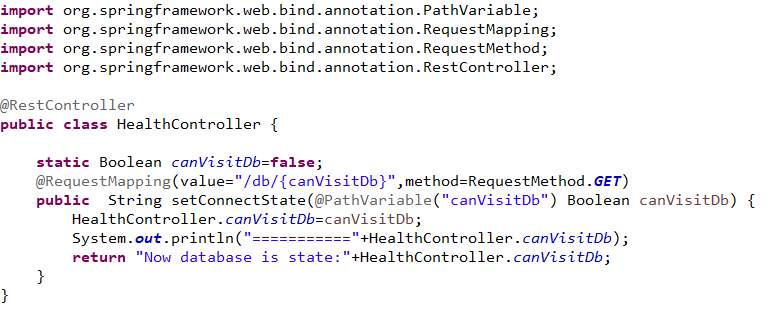 import org.springframework.web.bind.annotation.PathVariable;
import org.springframework.web.bind.annotation.RequestMapping;
import org.springframework.web.bind.annotation.RequestMethod;
import org.springframework.web.bind.annotation.RestController;
@RestController
public class HealthController {
static Boolean canVisitDb=false;
@RequestMapping(value="/db/{canVisitDb}",method=RequestMethod.GET)
public  String setConnectState(@PathVariable("canVisitDb") Boolean canVisitDb) {
HealthController.canVisitDb=canVisitDb;
System.out.println("==========="+HealthController.canVisitDb);
return "Now database is state:"+HealthController.canVisitDb;
}
}